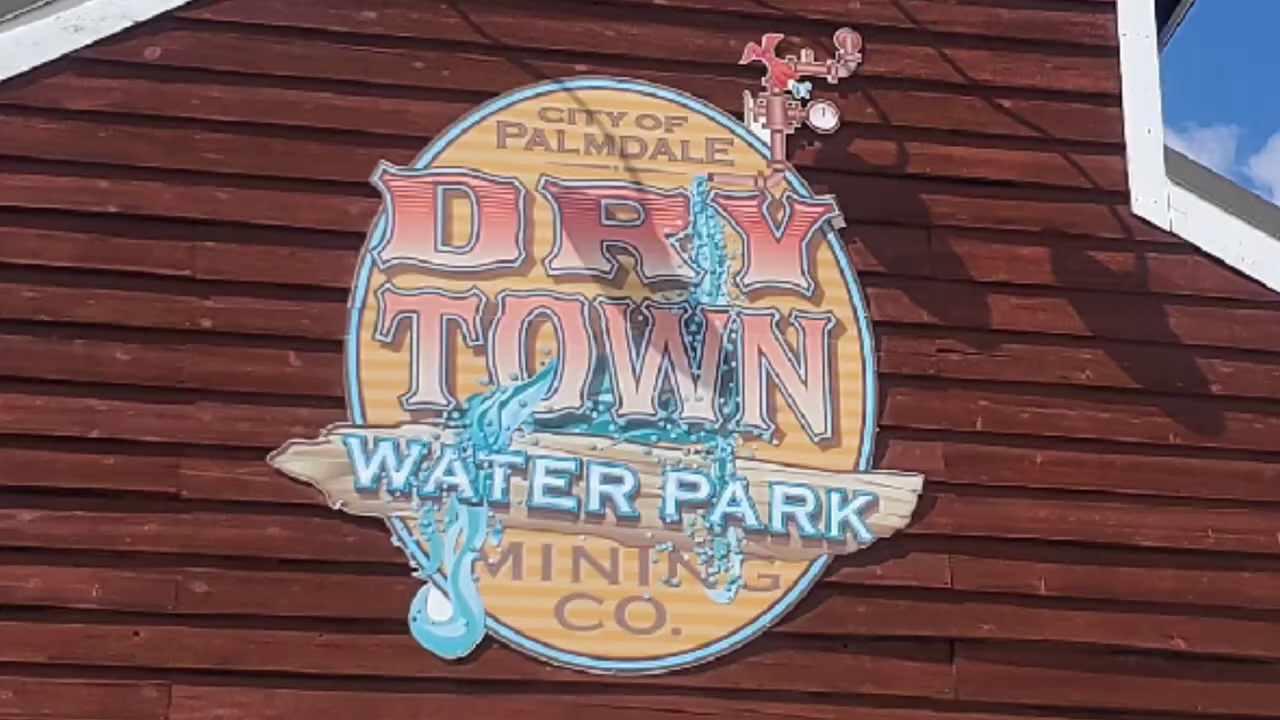 CITY OF
PALMDALE
DRY
TOWN
WATER PARK
MINING
CO.